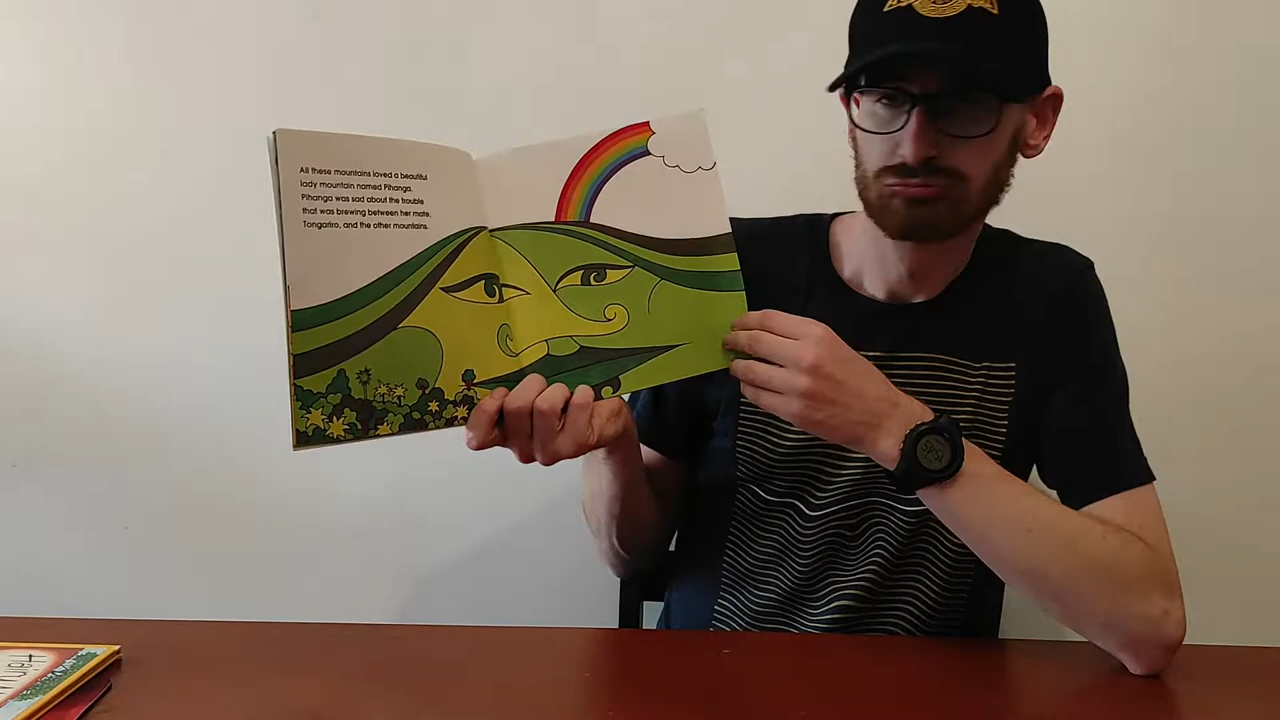 All these mountains loved a beautiful
lady mountain named Pihanga.
Pihanga was sad about the trouble
that was brewing between her mate,
Tongariro, and the other mountains.